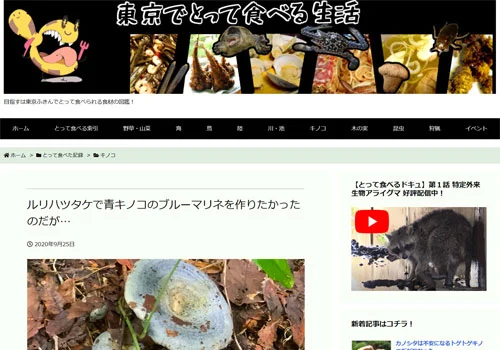 東京でとって食べる生活
目指すは東京ふきんでとって食べられる食材の図鑑！
ホーム とって食べる索引 野草・山菜 海 鳥 陸 川・池 キノコ 木の実 昆虫 狩猟 イベント
ホーム > とって食べた記録 > キノコ
ルリハツタケで青キノコのブルーマリネを作りたかった
のだが…
2020年9月25日
【とって食べるドキュ】第１話 特定外来
生物アライグマ 好評配信中！
新着記事はコチラ！
カノシタは不安になるトゲトゲキノ